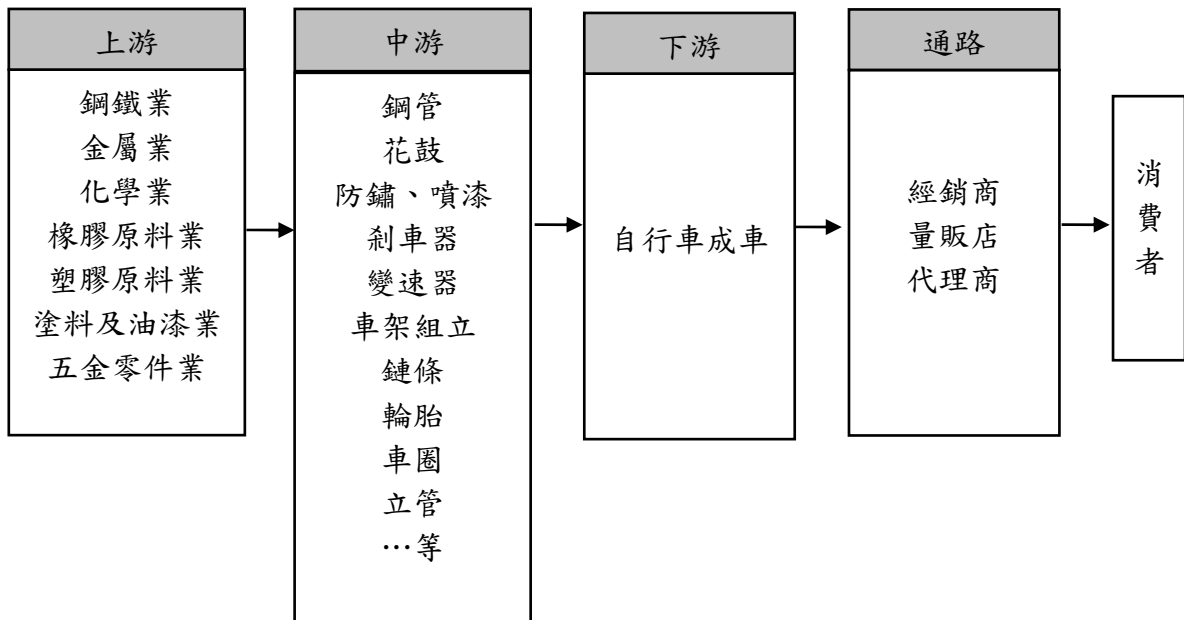 上游
鋼鐵業
金屬業
化學業
橡膠原料業
塑膠原料業
塗料及油漆業
五金零件業
中游
鋼管
花鼓
防鏽、噴漆
剎車器
變速器
車架組立
鏈條
輪胎
車圈
立管
…等
下游
自行車成車
通路
經銷商
量販店
代理商
消
費
者